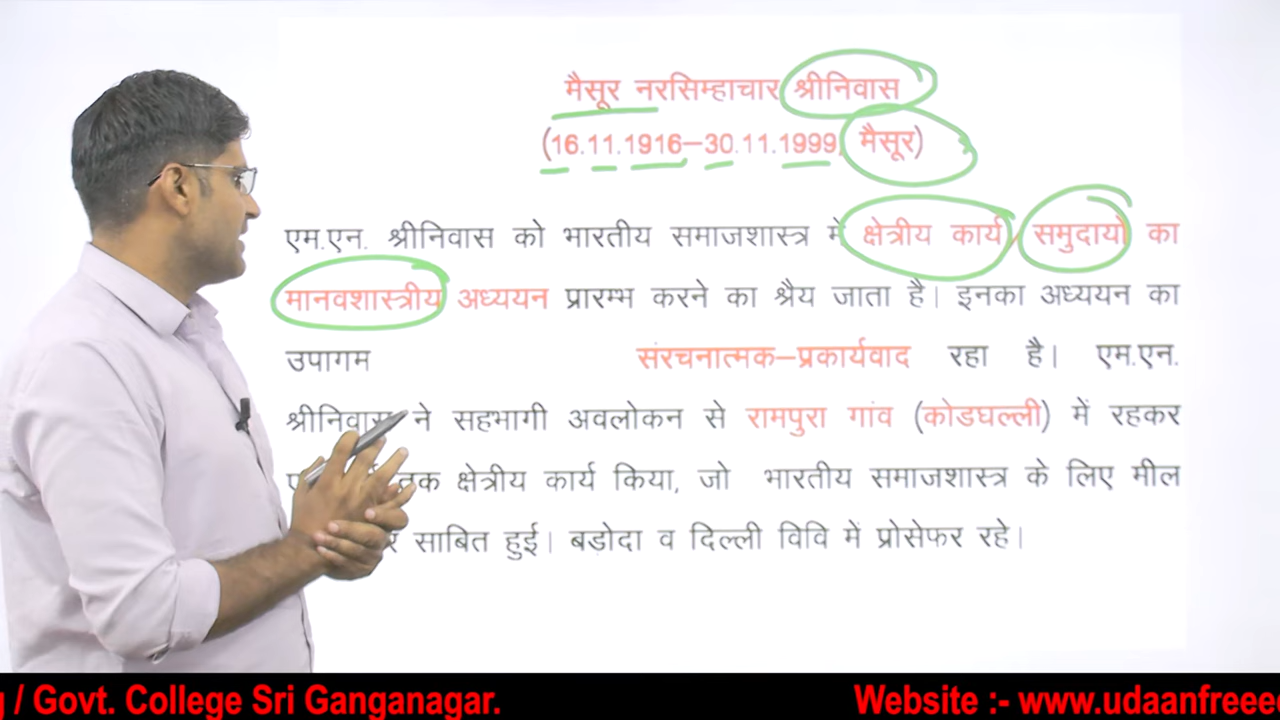 मैसूर नरसिम्हाचार श्रीनिवास
(16.11.1916–30.11.1999 मैसूर)
एम.एन. श्रीनिवास को भारतीय समाजशास्त्र में क्षेत्रीय कार्य, समुदायों का
मानवशास्त्रीय अध्ययन प्रारम्भ करने का श्रैय जाता है। इनका अध्ययन का
उपागम संरचनात्मक–प्रकार्यवाद रहा है। एम.एन.
श्रीनिवास ने सहभागी अवलोकन से रामपुरा गांव (कोडघल्ली) में रहकर
तक क्षेत्रीय कार्य किया, जो भारतीय समाजशास्त्र के लिए मील
साबित हुई। बड़ोदा व दिल्ली विवि में प्रोसेफर रहे।
/ Govt. College Sri Ganganagar. Website :- www.udaanfreee